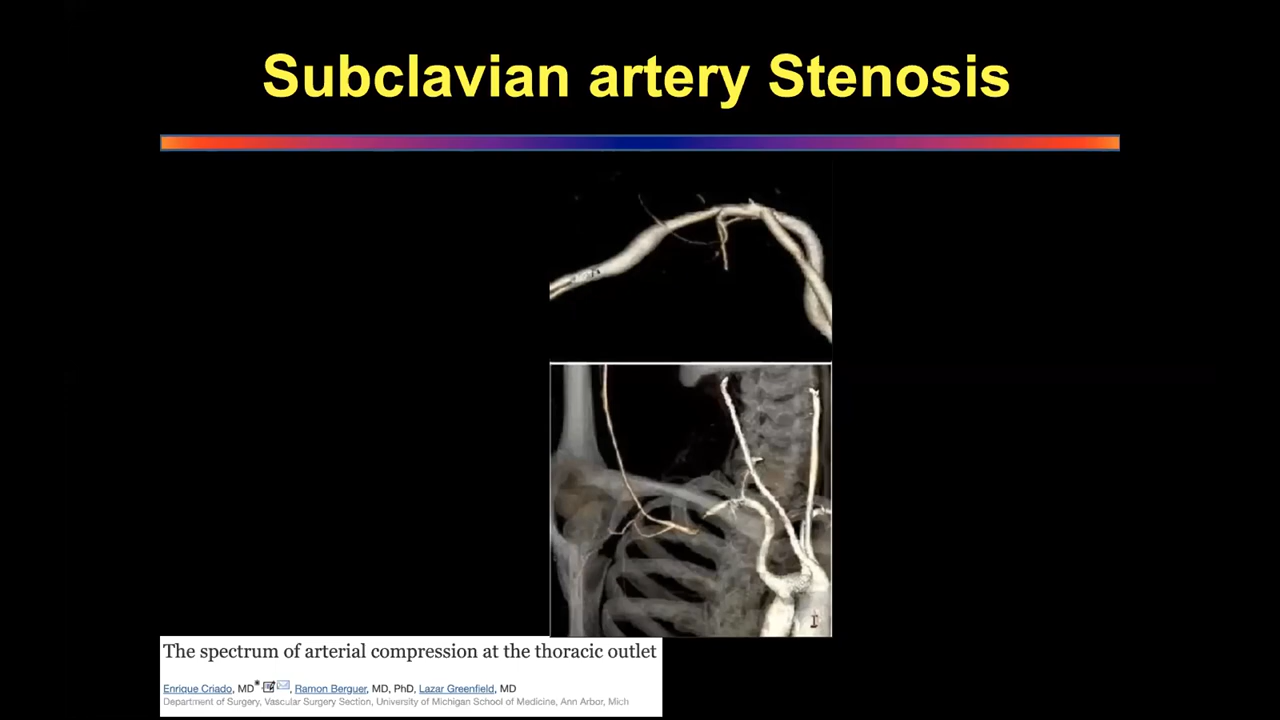 Subclavian artery Stenosis
I
The spectrum of arterial compression at the thoracic outlet
Enrique Criado, MD*, Ramon Berguer, MD, PhD, Lazar Greenfield, MD
Department of Surgery, Vascular Surgery Section, University of Michigan School of Medicine, Ann Arbor, Mich